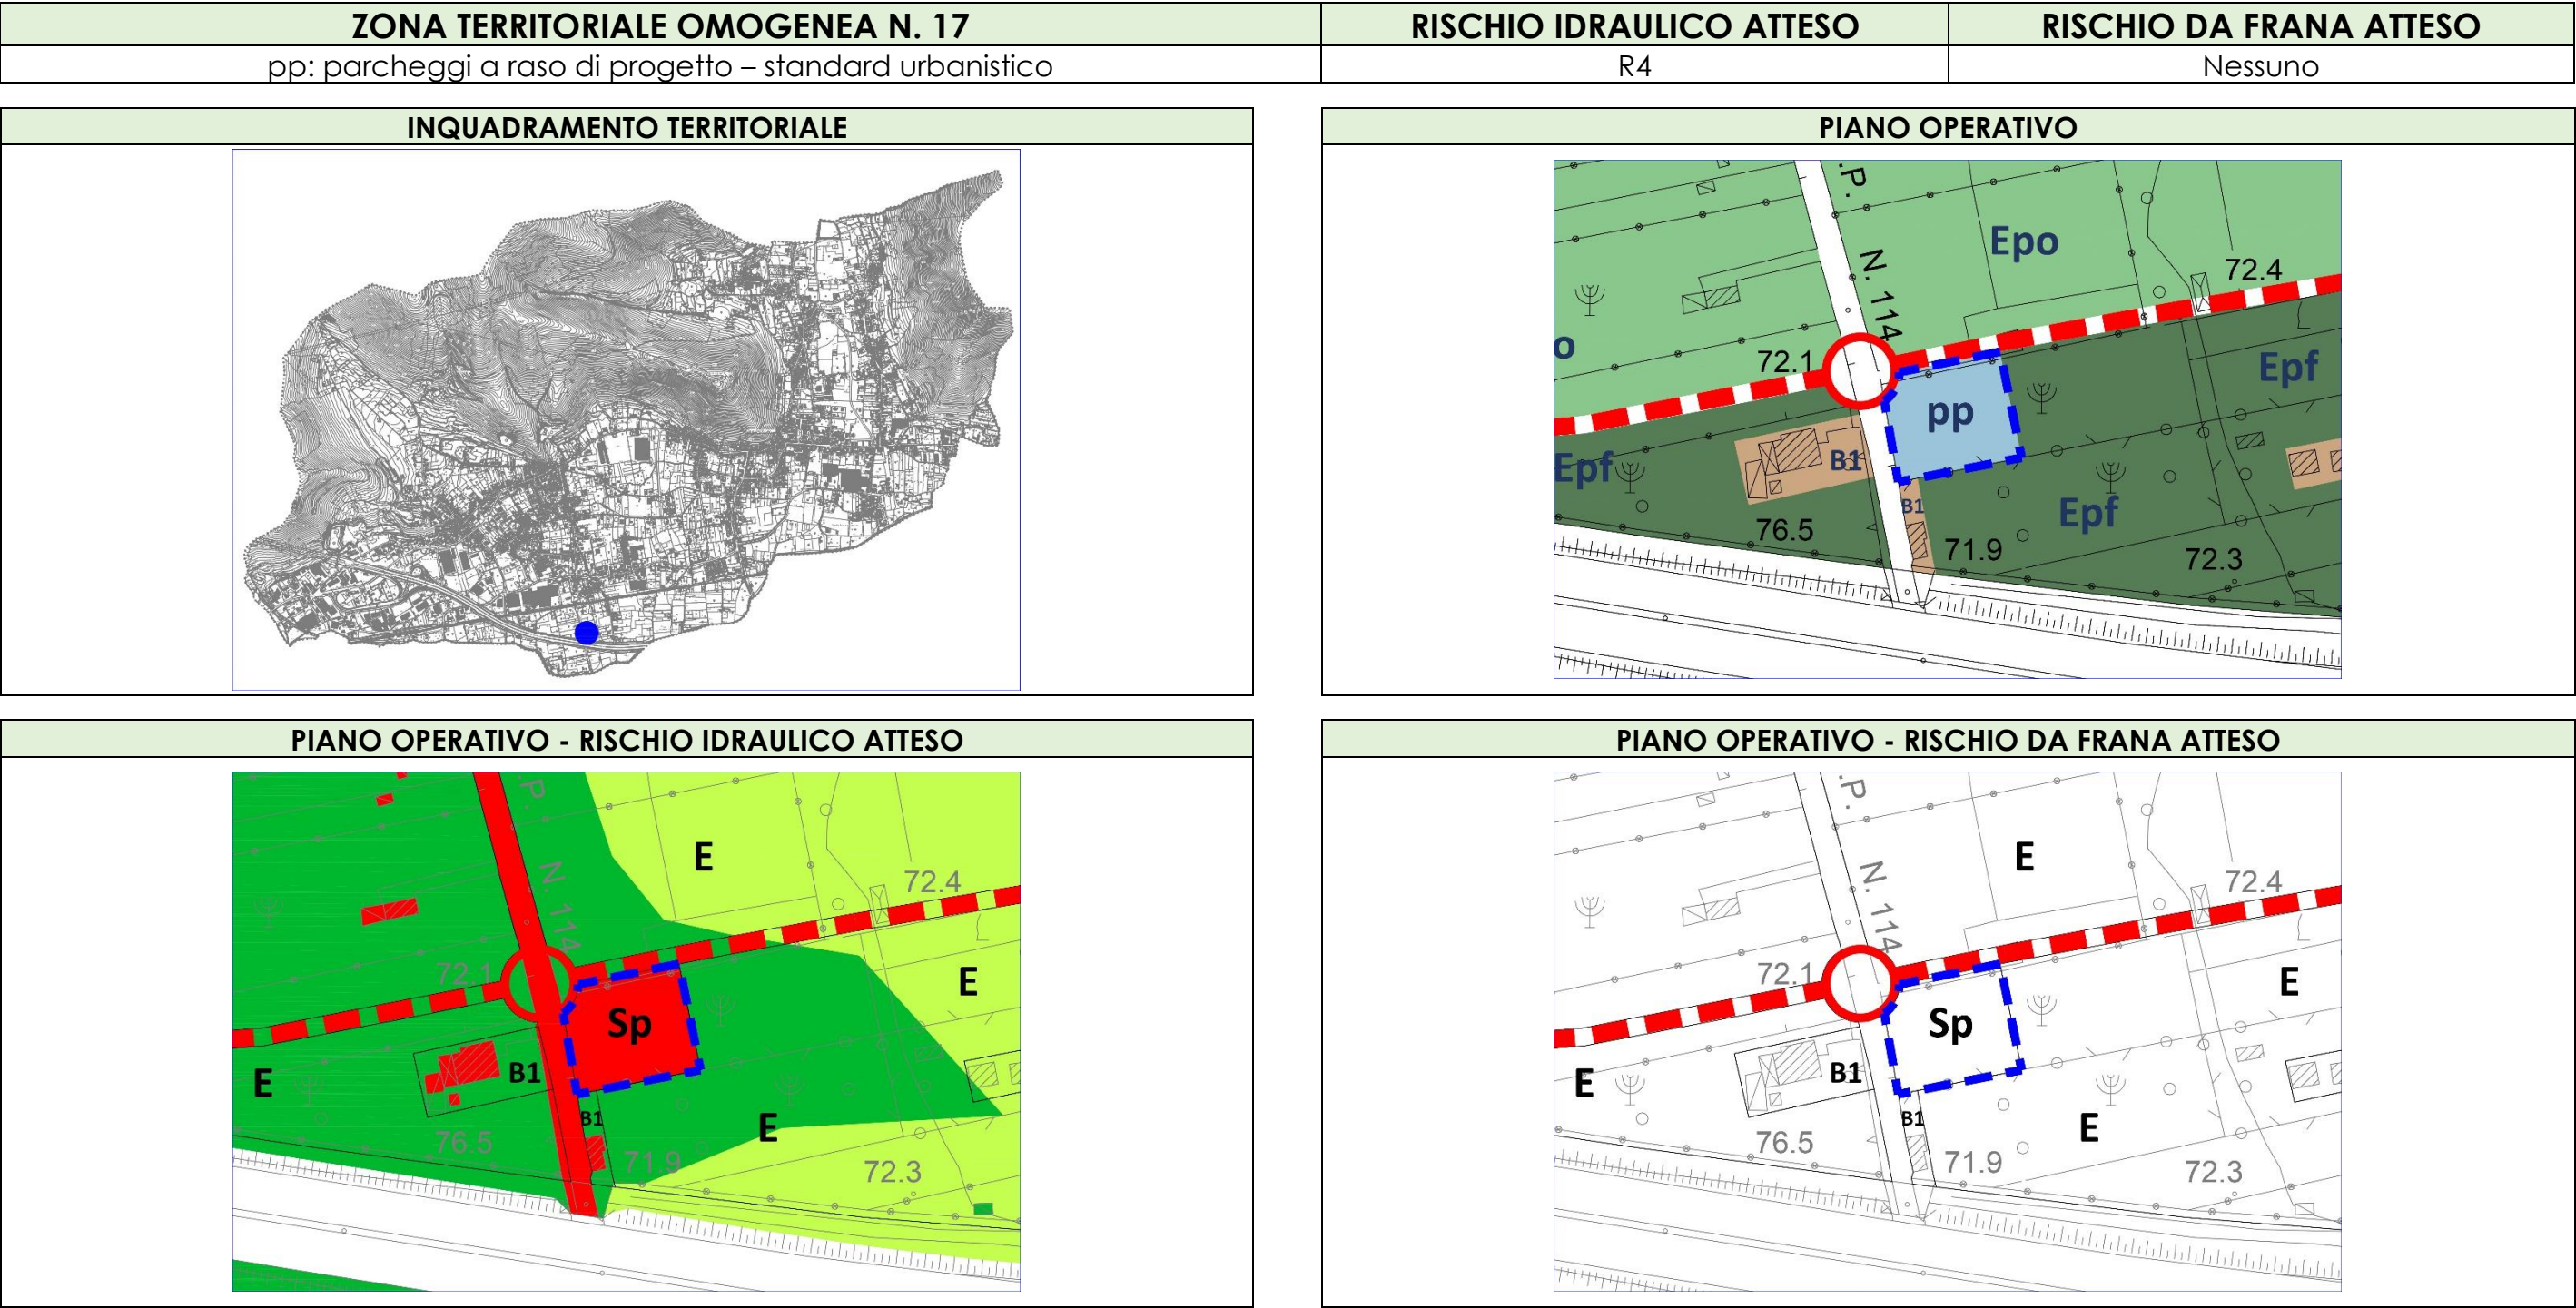 ZONA TERRITORIALE OMOGENEA N. 17
RISCHIO IDRAULICO ATTESO
RISCHIO DA FRANA ATTESO
pp: parcheggi a raso di progetto – standard urbanistico
R4
Nessuno
INQUADRAMENTO TERRITORIALE
PIANO OPERATIVO
.P.
N. 114
Epo
72.4
o
72.1
Epf
pp
Epf
B1
B1
Epf
76.5
71.9
72.3
PIANO OPERATIVO - RISCHIO IDRAULICO ATTESO
PIANO OPERATIVO - RISCHIO DA FRANA ATTESO
.P.
N. 114
E
72.4
72.1
E
Sp
E
B1
B1
E
76.5
71.9
72.3
.P.
N. 114
E
72.4
72.1
E
Sp
E
B1
B1
E
76.5
71.9
72.3